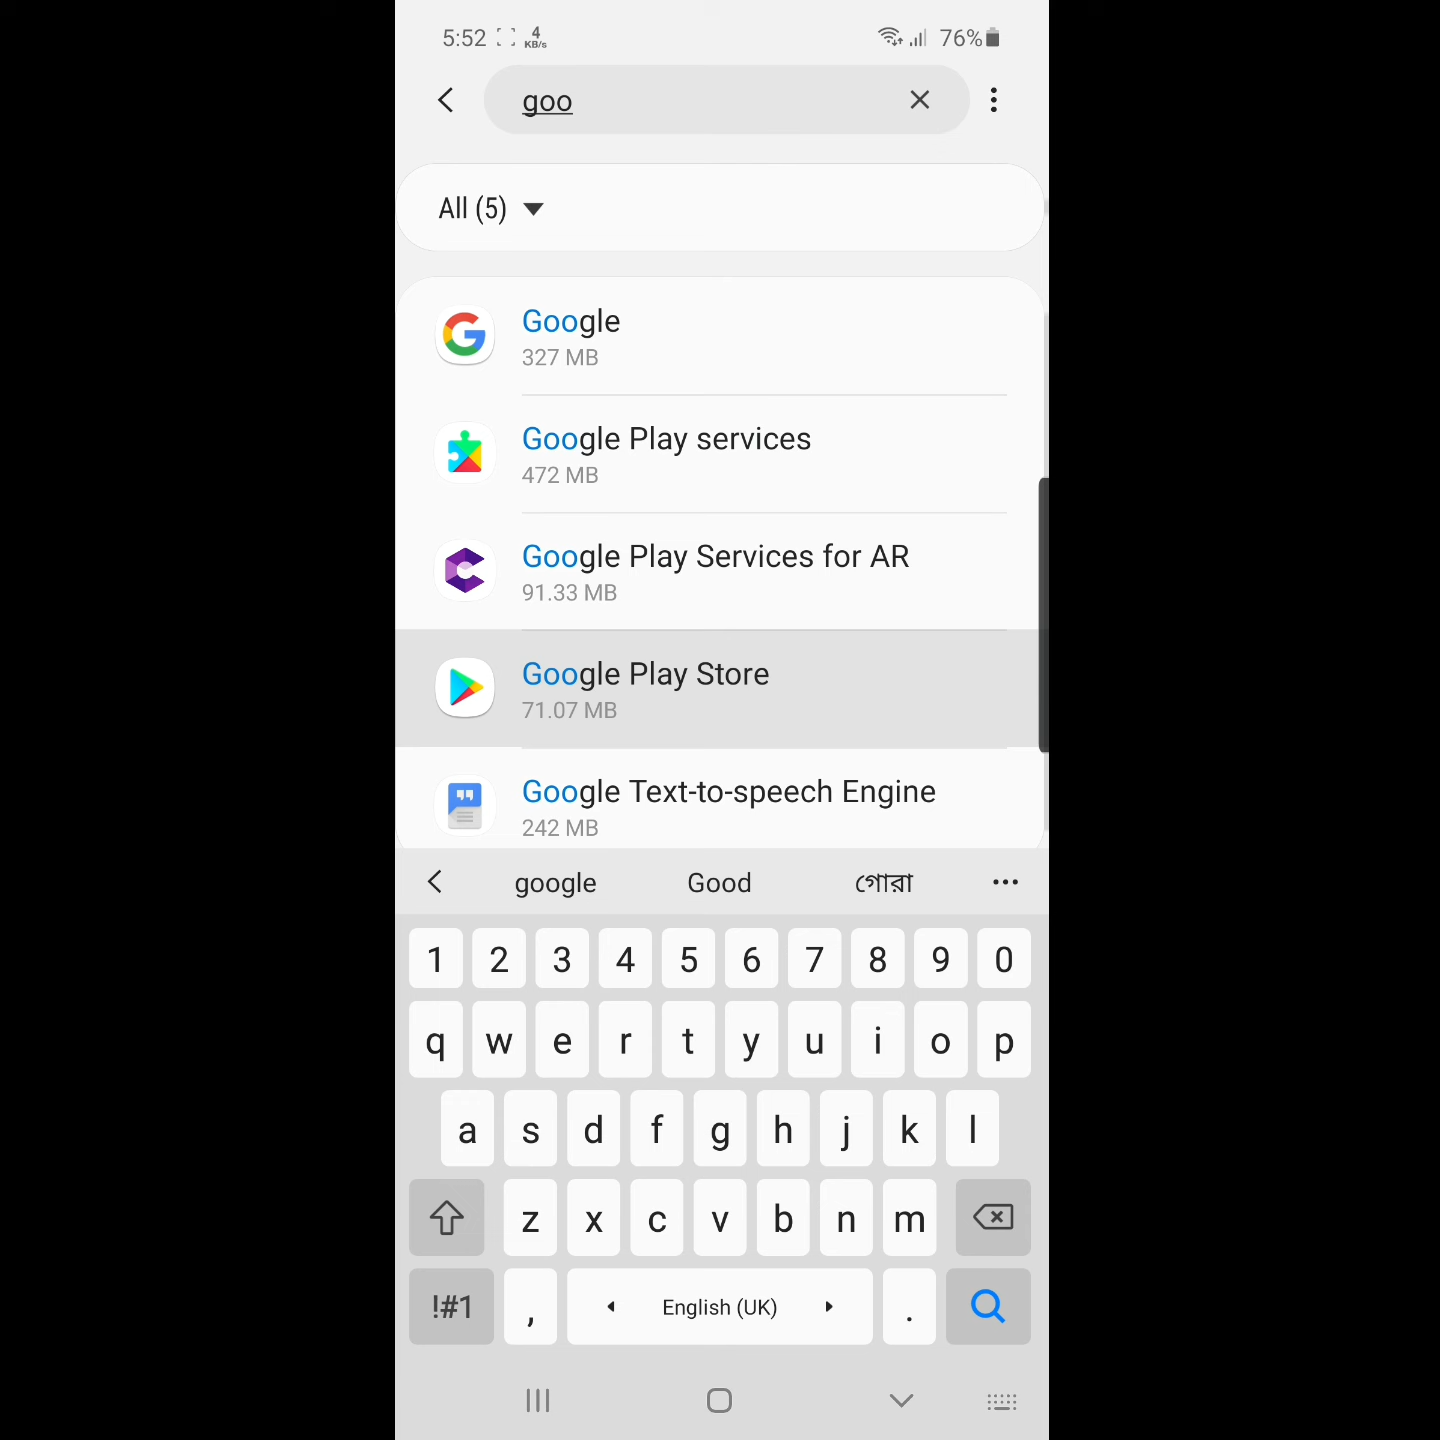 5:52 4 KB/s 76%
goo
All (5)
Google
327 MB
Google Play services
472 MB
Google Play Services for AR
91.33 MB
Google Play Store
71.07 MB
Google Text-to-speech Engine
242 MB
google Good গোরা
1 2 3 4 5 6 7 8 9 0
q w e r t y u i o p
a s d f g h j k l
z x c v b n m
!#1 , English (UK) .